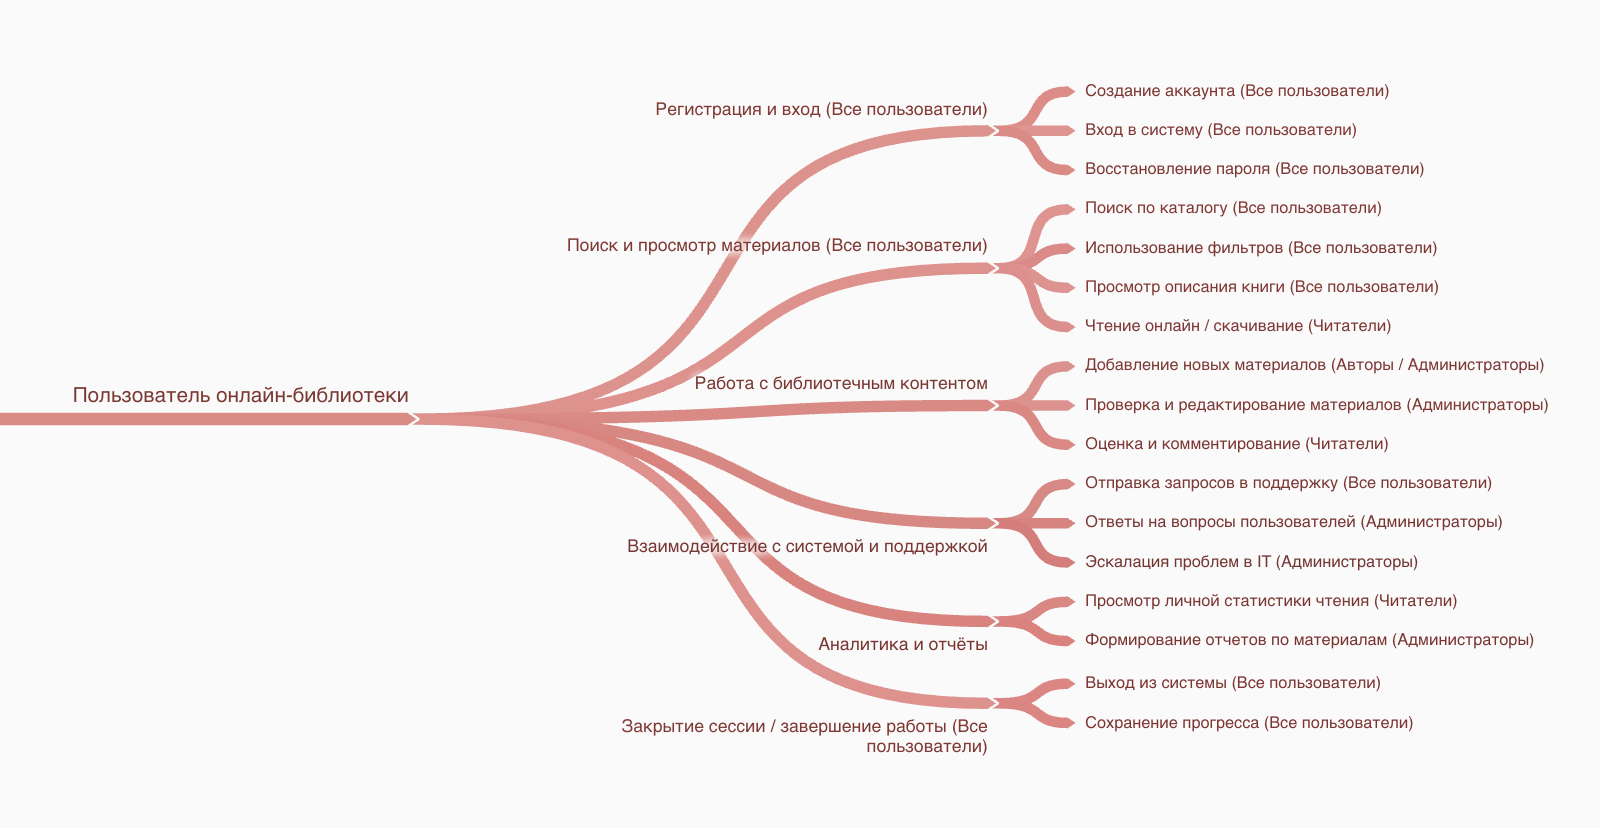 Пользователь онлайн-библиотеки
Регистрация и вход (Все пользователи)
Создание аккаунта (Все пользователи)
Вход в систему (Все пользователи)
Восстановление пароля (Все пользователи)
Поиск и просмотр материалов (Все пользователи)
Поиск по каталогу (Все пользователи)
Использование фильтров (Все пользователи)
Просмотр описания книги (Все пользователи)
Чтение онлайн / скачивание (Читатели)
Работа с библиотечным контентом
Добавление новых материалов (Авторы / Администраторы)
Проверка и редактирование материалов (Администраторы)
Оценка и комментирование (Читатели)
Взаимодействие с системой и поддержкой
Отправка запросов в поддержку (Все пользователи)
Ответы на вопросы пользователей (Администраторы)
Эскалация проблем в IT (Администраторы)
Аналитика и отчёты
Просмотр личной статистики чтения (Читатели)
Формирование отчетов по материалам (Администраторы)
Закрытие сессии / завершение работы (Все
пользователи)
Выход из системы (Все пользователи)
Сохранение прогресса (Все пользователи)